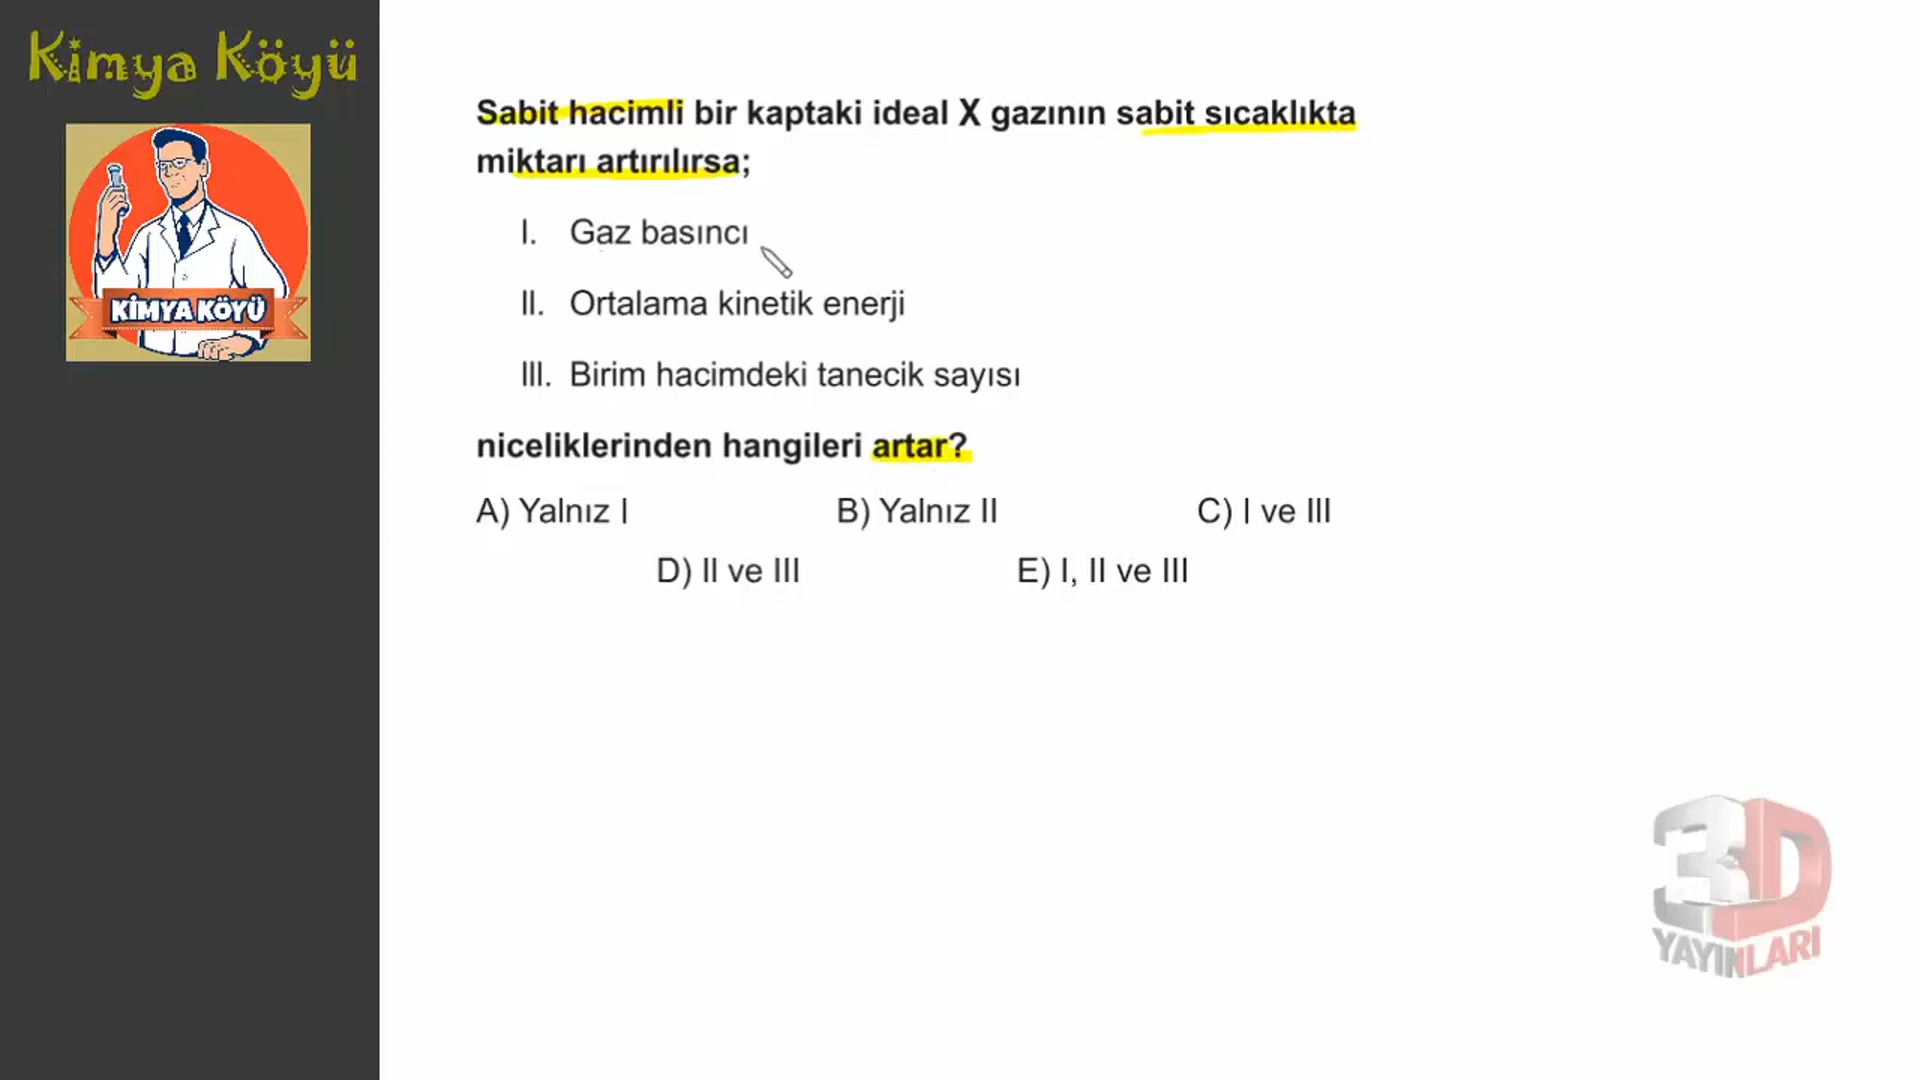 Kimya Köyü
KİMYA KÖYÜ
Sabit hacimli bir kaptaki ideal X gazının sabit sıcaklıkta
miktarı artırılırsa;
I. Gaz basıncı
II. Ortalama kinetik enerji
III. Birim hacimdeki tanecik sayısı
niceliklerinden hangileri artar?
A) Yalnız I B) Yalnız II C) I ve III
D) II ve III E) I, II ve III
3D
YAYINLARI